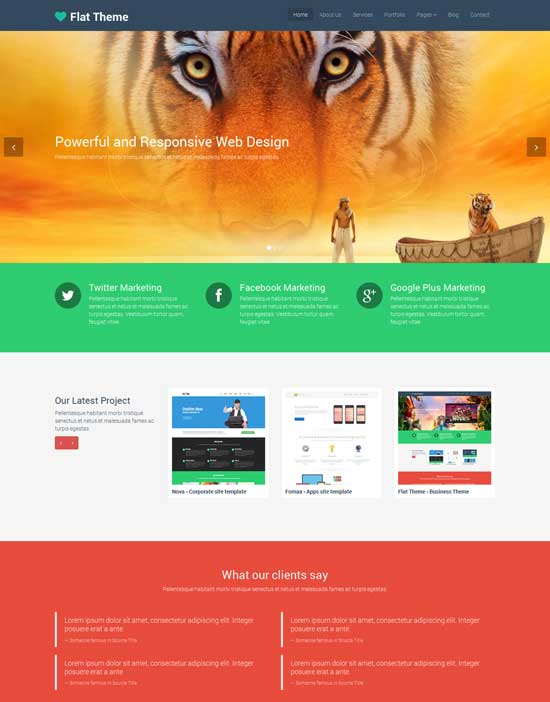 Flat Theme
Home About Us Services Portfolio Pages Blog Contact
Powerful and Responsive Web Design
Pellentesque habitant morbi tristique senectus et netus et malesuada fames ac turpis egestas.
Twitter Marketing
Pellentesque habitant morbi tristique
senectus et netus et malesuada fames ac
turpis egestas. Vestibulum tortor quam,
feugiat vitae.
Facebook Marketing
Pellentesque habitant morbi tristique
senectus et netus et malesuada fames ac
turpis egestas. Vestibulum tortor quam,
feugiat vitae.
g+
Google Plus Marketing
Pellentesque habitant morbi tristique
senectus et netus et malesuada fames ac
turpis egestas. Vestibulum tortor quam,
feugiat vitae.
Our Latest Project
Pellentesque habitant morbi tristique
senectus et netus et malesuada fames ac
turpis egestas.
Nova - Corporate site template
Fornax - Apps site template
Flat Theme - Business Theme
What our clients say
Pellentesque habitant morbi tristique senectus et netus et malesuada fames ac turpis egestas.
Lorem ipsum dolor sit amet, consectetur adipiscing elit. Integer
posuere erat a ante.
— Someone famous in Source Title
Lorem ipsum dolor sit amet, consectetur adipiscing elit. Integer
posuere erat a ante.
— Someone famous in Source Title
Lorem ipsum dolor sit amet, consectetur adipiscing elit. Integer
posuere erat a ante.
— Someone famous in Source Title
Lorem ipsum dolor sit amet, consectetur adipiscing elit. Integer
posuere erat a ante.
— Someone famous in Source Title